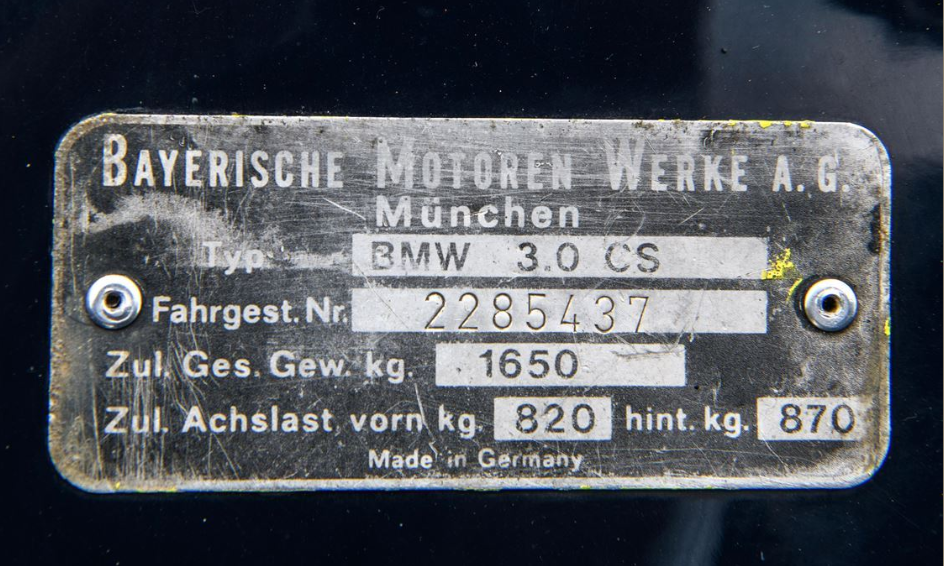 BAYERISCHE MOTOREN WERKE A.G.
München
Typ BMW 3.0 CS
Fahrgest. Nr. 2285437
Zul. Ges. Gew. kg. 1650
Zul. Achslast vorn kg. 820 hint. kg. 870
Made in Germany